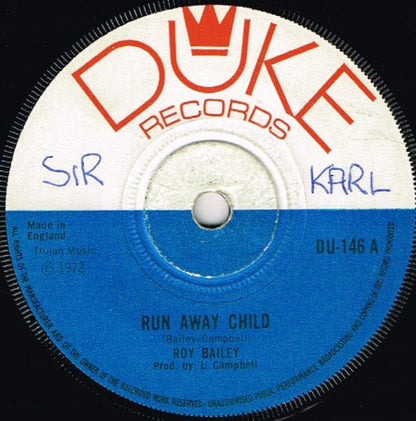 DUKE
RECORDS
SIR KARL
Made in
England
Trojan Music
℗ 1972
DU-146 A
RUN AWAY CHILD
(Bailey/Campbell)
ROY BAILEY
Prod. by: L. Campbell
ALL RIGHTS OF THE MANUFACTURER AND OF THE OWNER OF THE RECORDED WORK RESERVED · UNAUTHORISED PUBLIC PERFORMANCE BROADCASTING AND COPYING OF THIS RECORD PROHIBITED